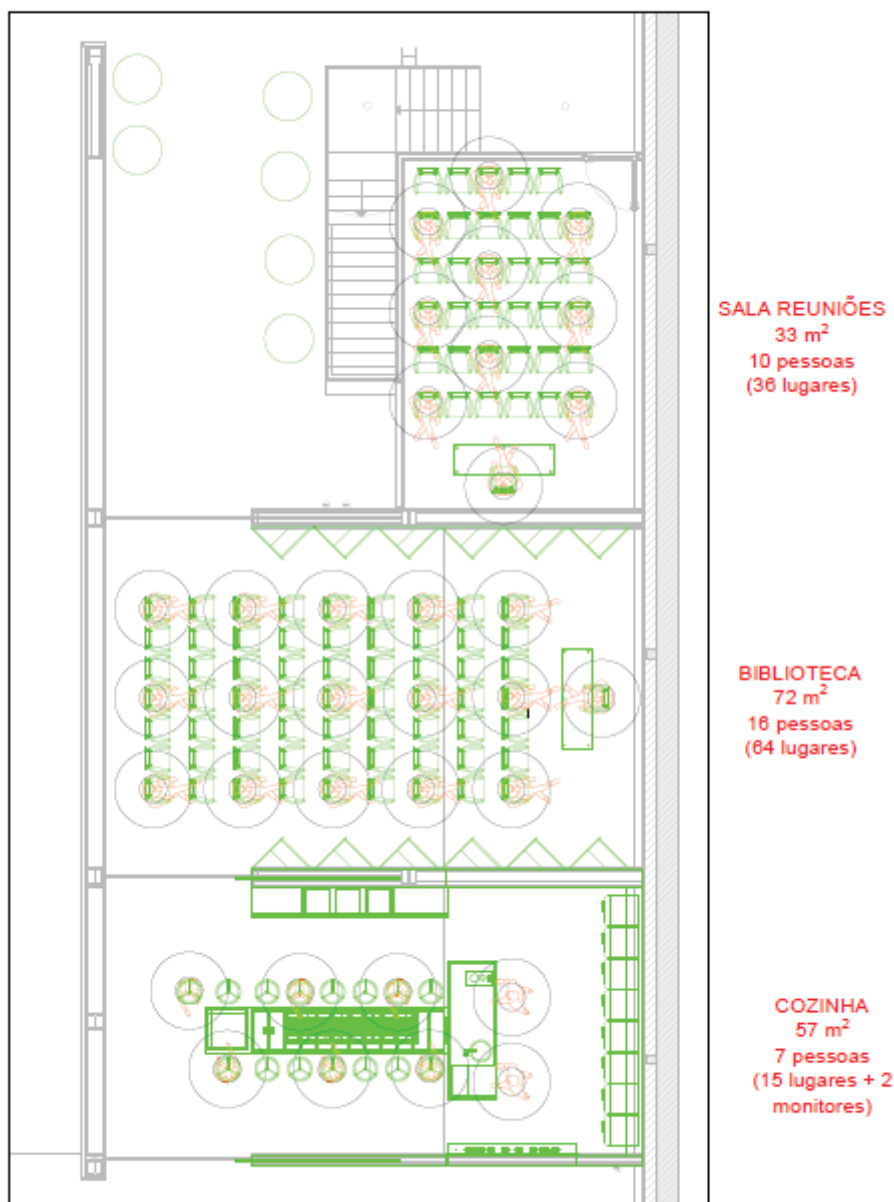 SALA REUNIÕES
33 m²
10 pessoas
(36 lugares)
BIBLIOTECA
72 m²
16 pessoas
(64 lugares)
COZINHA
57 m²
7 pessoas
(15 lugares + 2
monitores)